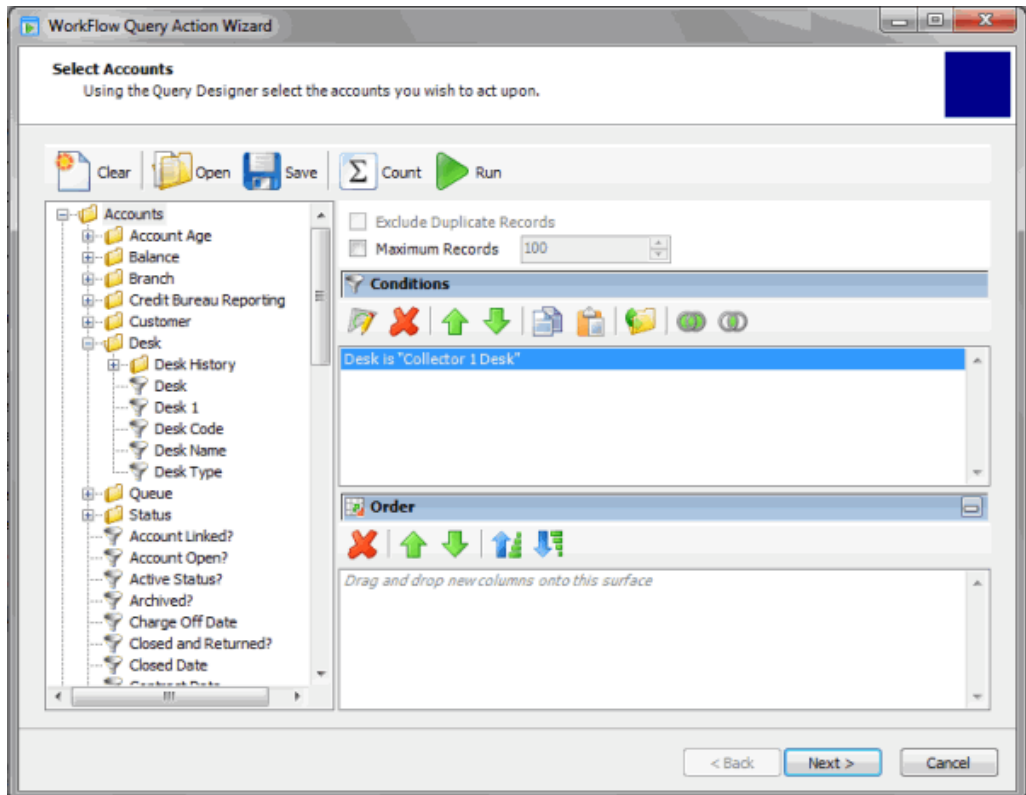 WorkFlow Query Action Wizard
Select Accounts
Using the Query Designer select the accounts you wish to act upon.
Clear Open Save Σ Count Run
Accounts
Account Age
Balance
Branch
Credit Bureau Reporting
Customer
Desk
Desk History
Desk
Desk 1
Desk Code
Desk Name
Desk Type
Queue
Status
Account Linked?
Account Open?
Active Status?
Archived?
Charge Off Date
Closed and Returned?
Closed Date
Exclude Duplicate Records
Maximum Records 100
Conditions
Desk is "Collector 1 Desk"
Order
Drag and drop new columns onto this surface
< Back Next > Cancel